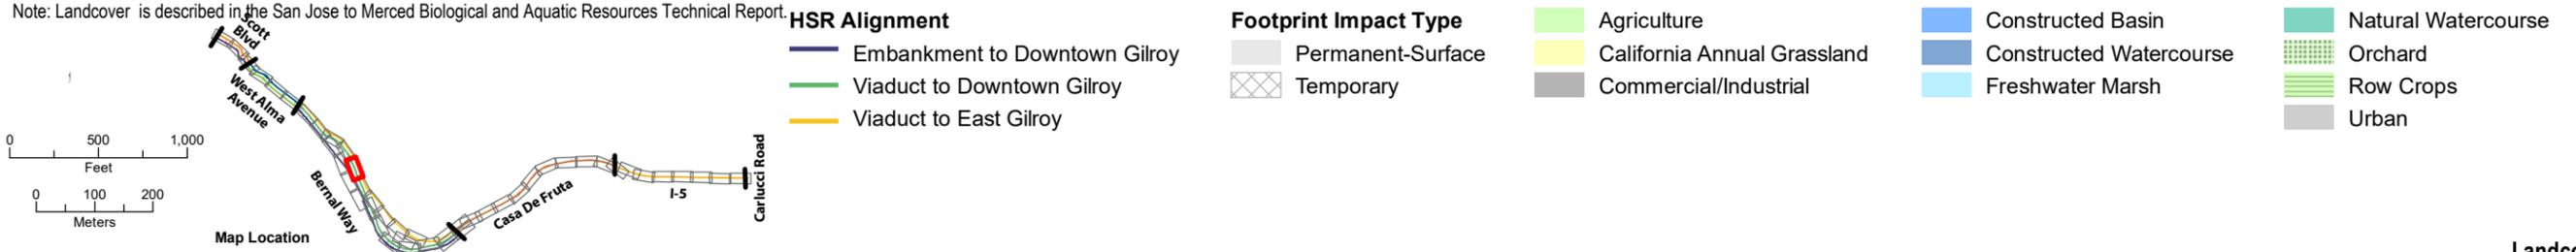 Note: Landcover is described in the San Jose to Merced Biological and Aquatic Resources Technical Report.
Scott
Blvd
West Alma
Avenue
0 500 1,000
Feet
0 100 200
Meters
Bernal Way
Casa De Fruta
I-5
Carlucci Road
Map Location
HSR Alignment
Embankment to Downtown Gilroy
Viaduct to Downtown Gilroy
Viaduct to East Gilroy
Footprint Impact Type
Permanent-Surface
Temporary
Agriculture
California Annual Grassland
Commercial/Industrial
Constructed Basin
Constructed Watercourse
Freshwater Marsh
Natural Watercourse
Orchard
Row Crops
Urban